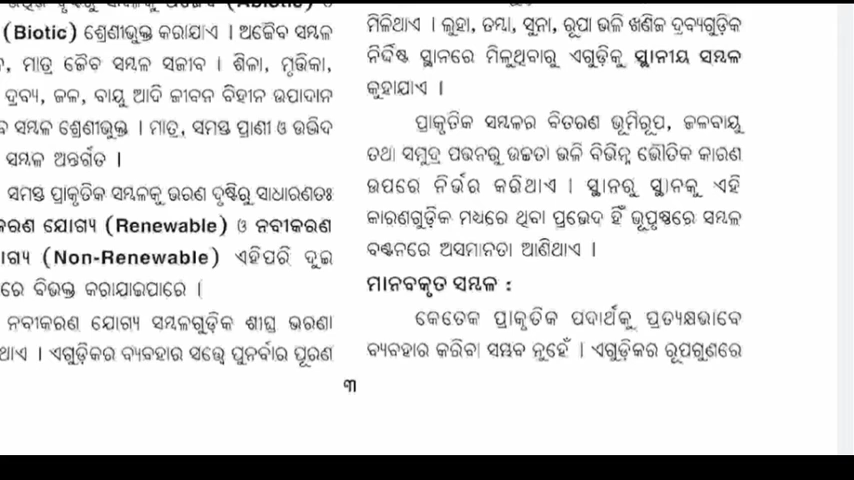 (Biotic) ଶ୍ରେଣୀଭୁକ୍ତ କରାଯାଏ । ଅଜୈବ ସମ୍ବଳ
ମାତ୍ର ଜୈବ ସମ୍ବଳ ସଜୀବ । ଶିଳା, ମୃତ୍ତିକା,
ଦ୍ରବ୍ୟ, ଜଳ, ବାୟୁ ଆଦି ଜୀବନ ବିହୀନ ଉପାଦାନ
ସମ୍ବଳ ଶ୍ରେଣୀଭୁକ୍ତ । ମାତ୍ର, ସମସ୍ତ ପ୍ରାଣୀ ଓ ଉଦ୍ଭିଦ
ସମ୍ବଳ ଅନ୍ତର୍ଗତ ।
ସମସ୍ତ ପ୍ରାକୃତିକ ସମ୍ବଳକୁ ଭରଣ ଦୃଷ୍ଟିରୁ ସାଧାରଣତଃ
କରଣ ଯୋଗ୍ୟ (Renewable) ଓ ନବୀକରଣ
(Non-Renewable) ଏହିପରି ଦୁଇ
ରେ ବିଭକ୍ତ କରାଯାଇପାରେ ।
ନବୀକରଣ ଯୋଗ୍ୟ ସମ୍ବଳଗୁଡ଼ିକ ଶୀଘ୍ର ଭରଣା
ଥାଏ । ଏଗୁଡ଼ିକର ବ୍ୟବହାର ସତ୍ତ୍ୱେ ପୁନର୍ବାର ପୂରଣ
ମିଳିଥାଏ । ଲୁହା, ତମ୍ବା, ସୁନା, ରୂପା ଭଳି ଖଣିଜ ଦ୍ରବ୍ୟଗୁଡ଼ିକ
ନିର୍ଦ୍ଦିଷ୍ଟ ସ୍ଥାନରେ ମିଳୁଥିବାରୁ ଏଗୁଡ଼ିକୁ ସ୍ଥାନୀୟ ସମ୍ବଳ
କୁହାଯାଏ ।
ପ୍ରାକୃତିକ ସମ୍ବଳର ବିତରଣ ଭୂମିରୂପ, ଜଳବାୟୁ
ତଥା ସମୁଦ୍ର ପତ୍ତନରୁ ଉଚ୍ଚତା ଭଳି ବିଭିନ୍ନ ଭୌତିକ କାରଣ
ଉପରେ ନିର୍ଭର କରିଥାଏ । ସ୍ଥାନରୁ ସ୍ଥାନକୁ ଏହି
କାରଣଗୁଡ଼ିକ ମଧ୍ୟରେ ଥିବା ପ୍ରଭେଦ ହିଁ ଭୂପୃଷ୍ଠରେ ସମ୍ବଳ
ବଣ୍ଟନରେ ଅସମାନତା ଆଣିଥାଏ ।
ମାନବକୃତ ସମ୍ବଳ :
କେତେକ ପ୍ରାକୃତିକ ପଦାର୍ଥକୁ ପ୍ରତ୍ୟକ୍ଷଭାବେ
ବ୍ୟବହାର କରିବା ସମ୍ଭବ ନୁହେଁ । ଏଗୁଡ଼ିକର ରୂପଗୁଣରେ
୩